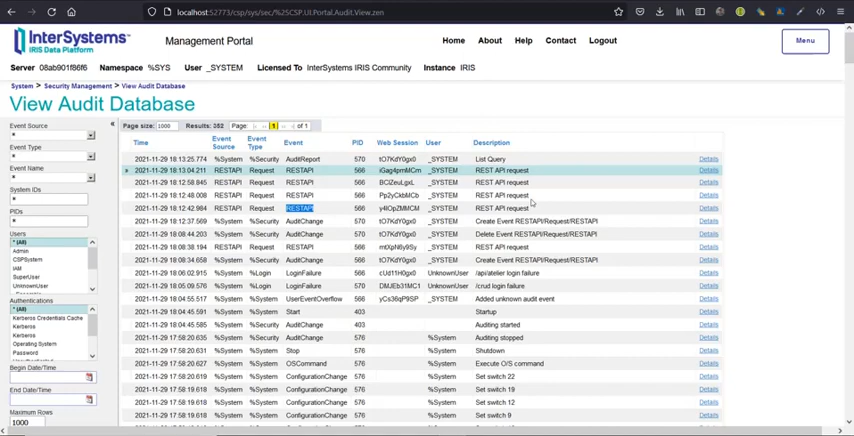 localhost:52773/csp/sys/sec/%25CSP.UI.Portal.Audit.View.zen
InterSystems™
IRIS Data Platform
Management Portal
Home About Help Contact Logout
Menu
Server 08ab901f86f6 Namespace %SYS User _SYSTEM Licensed To InterSystems IRIS Community Instance IRIS
System > Security Management > View Audit Database
View Audit Database
Event Source
*
Event Type
*
Event Name
*
System IDs
*
PIDs
*
Users
* (All)
Admin
CSPSystem
IAM
SuperUser
UnknownUser
Authentications
* (All)
Kerberos Credentials Cache
Kerberos
Kerberos
Operating System
Password
Begin Date/Time
End Date/Time
Maximum Rows
1000
Page size: 1000 Results: 352 Page: |‹ ‹‹ 1 ›› ›| of 1
Time Event Source Event Type Event PID Web Session User Description
2021-11-29 18:13:25.774 %System %Security AuditReport 570 tO7KdY0gx0 _SYSTEM List Query Details
» 2021-11-29 18:13:04.211 RESTAPI Request RESTAPI 566 iGag4pmMCm _SYSTEM REST API request Details
2021-11-29 18:12:58.845 RESTAPI Request RESTAPI 566 BCIZeuLgxL _SYSTEM REST API request Details
2021-11-29 18:12:48.008 RESTAPI Request RESTAPI 566 Pp2yCkbMCb _SYSTEM REST API request Details
2021-11-29 18:12:42.984 RESTAPI Request RESTAPI 566 y4IOpZMMCM _SYSTEM REST API request Details
2021-11-29 18:12:37.569 %System %Security AuditChange 570 tO7KdY0gx0 _SYSTEM Create Event RESTAPI/Request/RESTAPI Details
2021-11-29 18:08:44.203 %System %Security AuditChange 570 tO7KdY0gx0 _SYSTEM Delete Event RESTAPI/Request/RESTAPI Details
2021-11-29 18:08:38.194 RESTAPI Request RESTAPI 566 mtXpN6y9Sy _SYSTEM REST API request Details
2021-11-29 18:08:34.658 %System %Security AuditChange 570 tO7KdY0gx0 _SYSTEM Create Event RESTAPI/Request/RESTAPI Details
2021-11-29 18:06:02.915 %System %Login LoginFailure 572 cUd11H0gx0 UnknownUser /api/atelier login failure Details
2021-11-29 18:05:09.576 %System %Login LoginFailure 572 DMJEb31MC1 UnknownUser /crud login failure Details
2021-11-29 18:04:55.517 %System %System UserEventOverflow 572 yCs36qP9SP _SYSTEM Added unknown audit event Details
2021-11-29 18:04:45.591 %System %System Start 403 Startup Details
2021-11-29 18:04:45.585 %System %Security AuditChange 403 Auditing started Details
2021-11-29 17:58:20.635 %System %Security AuditChange 576 %System Auditing stopped Details
2021-11-29 17:58:20.631 %System %System Stop 576 %System Shutdown Details
2021-11-29 17:58:20.627 %System %System OSCommand 576 %System Execute O/S command Details
2021-11-29 17:58:20.619 %System %System ConfigurationChange 576 %System Set switch 22 Details
2021-11-29 17:58:19.618 %System %System ConfigurationChange 576 %System Set switch 19 Details
2021-11-29 17:58:19.618 %System %System ConfigurationChange 576 %System Set switch 12 Details
2021-11-29 17:58:19.618 %System %System ConfigurationChange 576 %System Set switch 9 Details